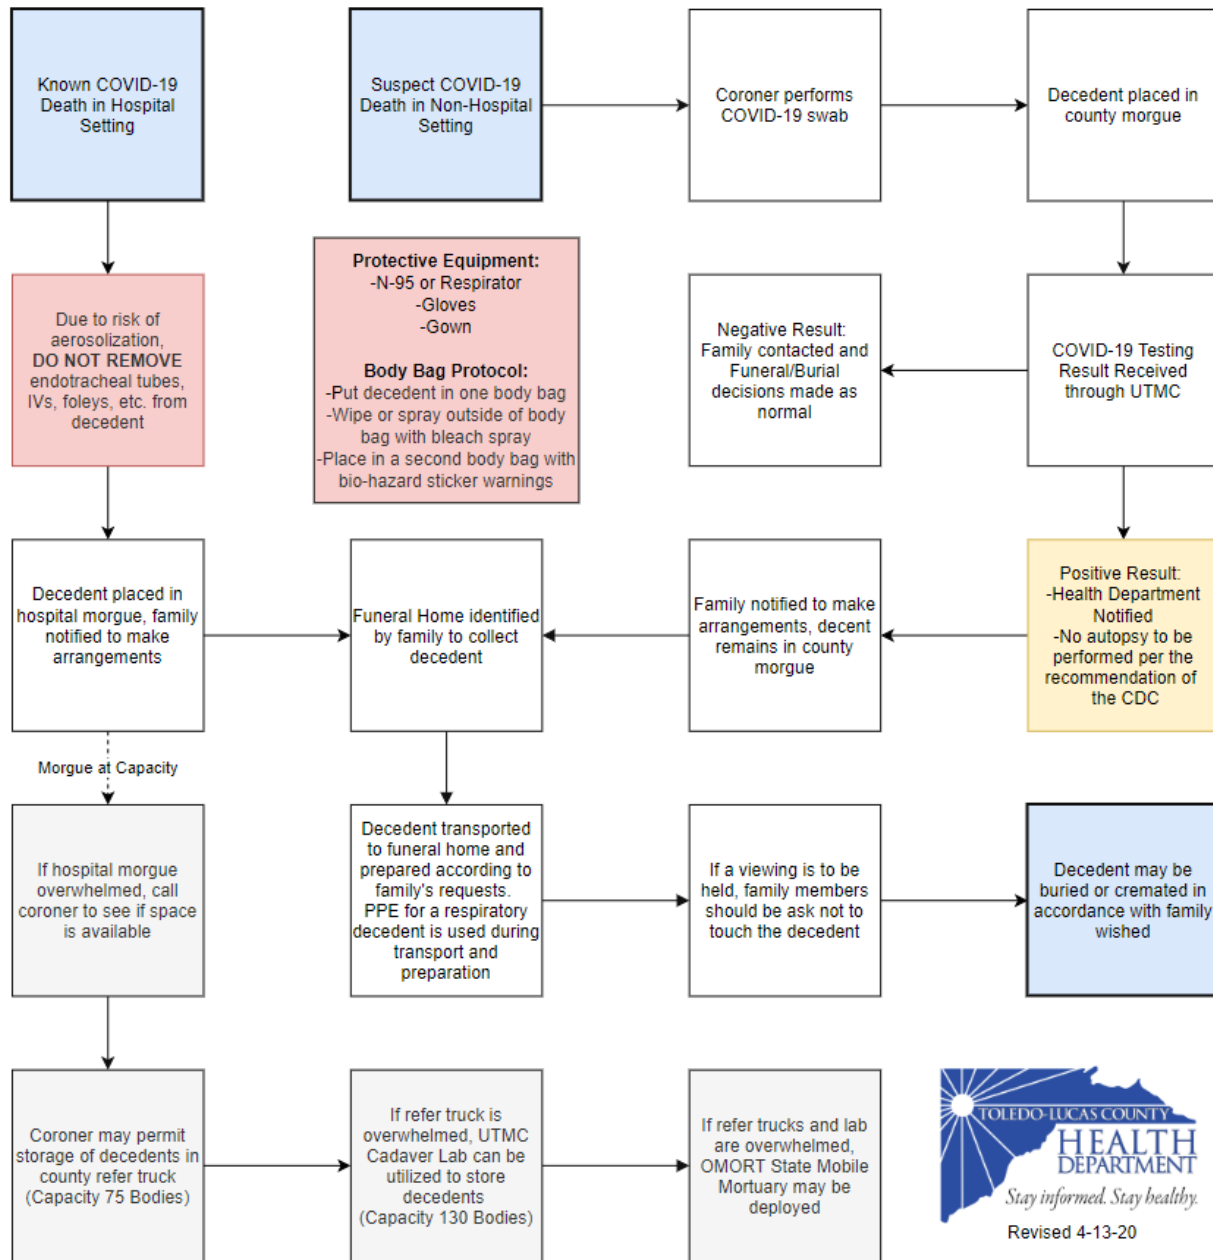 Known COVID-19
Death in Hospital
Setting
Suspect COVID-19
Death in Non-Hospital
Setting
Coroner performs
COVID-19 swab
Decedent placed in
county morgue
Due to risk of
aerosolization,
DO NOT REMOVE
endotracheal tubes,
IVs, foleys, etc. from
decedent
Protective Equipment:
-N-95 or Respirator
-Gloves
-Gown
Body Bag Protocol:
-Put decedent in one body bag
-Wipe or spray outside of body
bag with bleach spray
-Place in a second body bag with
bio-hazard sticker warnings
Negative Result:
Family contacted and
Funeral/Burial
decisions made as
normal
COVID-19 Testing
Result Received
through UTMC
Decedent placed in
hospital morgue, family
notified to make
arrangements
Funeral Home identified
by family to collect
decedent
Family notified to make
arrangements, decent
remains in county
morgue
Positive Result:
-Health Department
Notified
-No autopsy to be
performed per the
recommendation of
the CDC
Morgue at Capacity
If hospital morgue
overwhelmed, call
coroner to see if space
is available
Decedent transported
to funeral home and
prepared according to
family's requests.
PPE for a respiratory
decedent is used during
transport and
preparation
If a viewing is to be
held, family members
should be ask not to
touch the decedent
Decedent may be
buried or cremated in
accordance with family
wished
Coroner may permit
storage of decedents in
county refer truck
(Capacity 75 Bodies)
If refer truck is
overwhelmed, UTMC
Cadaver Lab can be
utilized to store
decedents
(Capacity 130 Bodies)
If refer trucks and lab
are overwhelmed,
OMORT State Mobile
Mortuary may be
deployed
TOLEDO-LUCAS COUNTY
HEALTH
DEPARTMENT
Stay informed. Stay healthy.
Revised 4-13-20